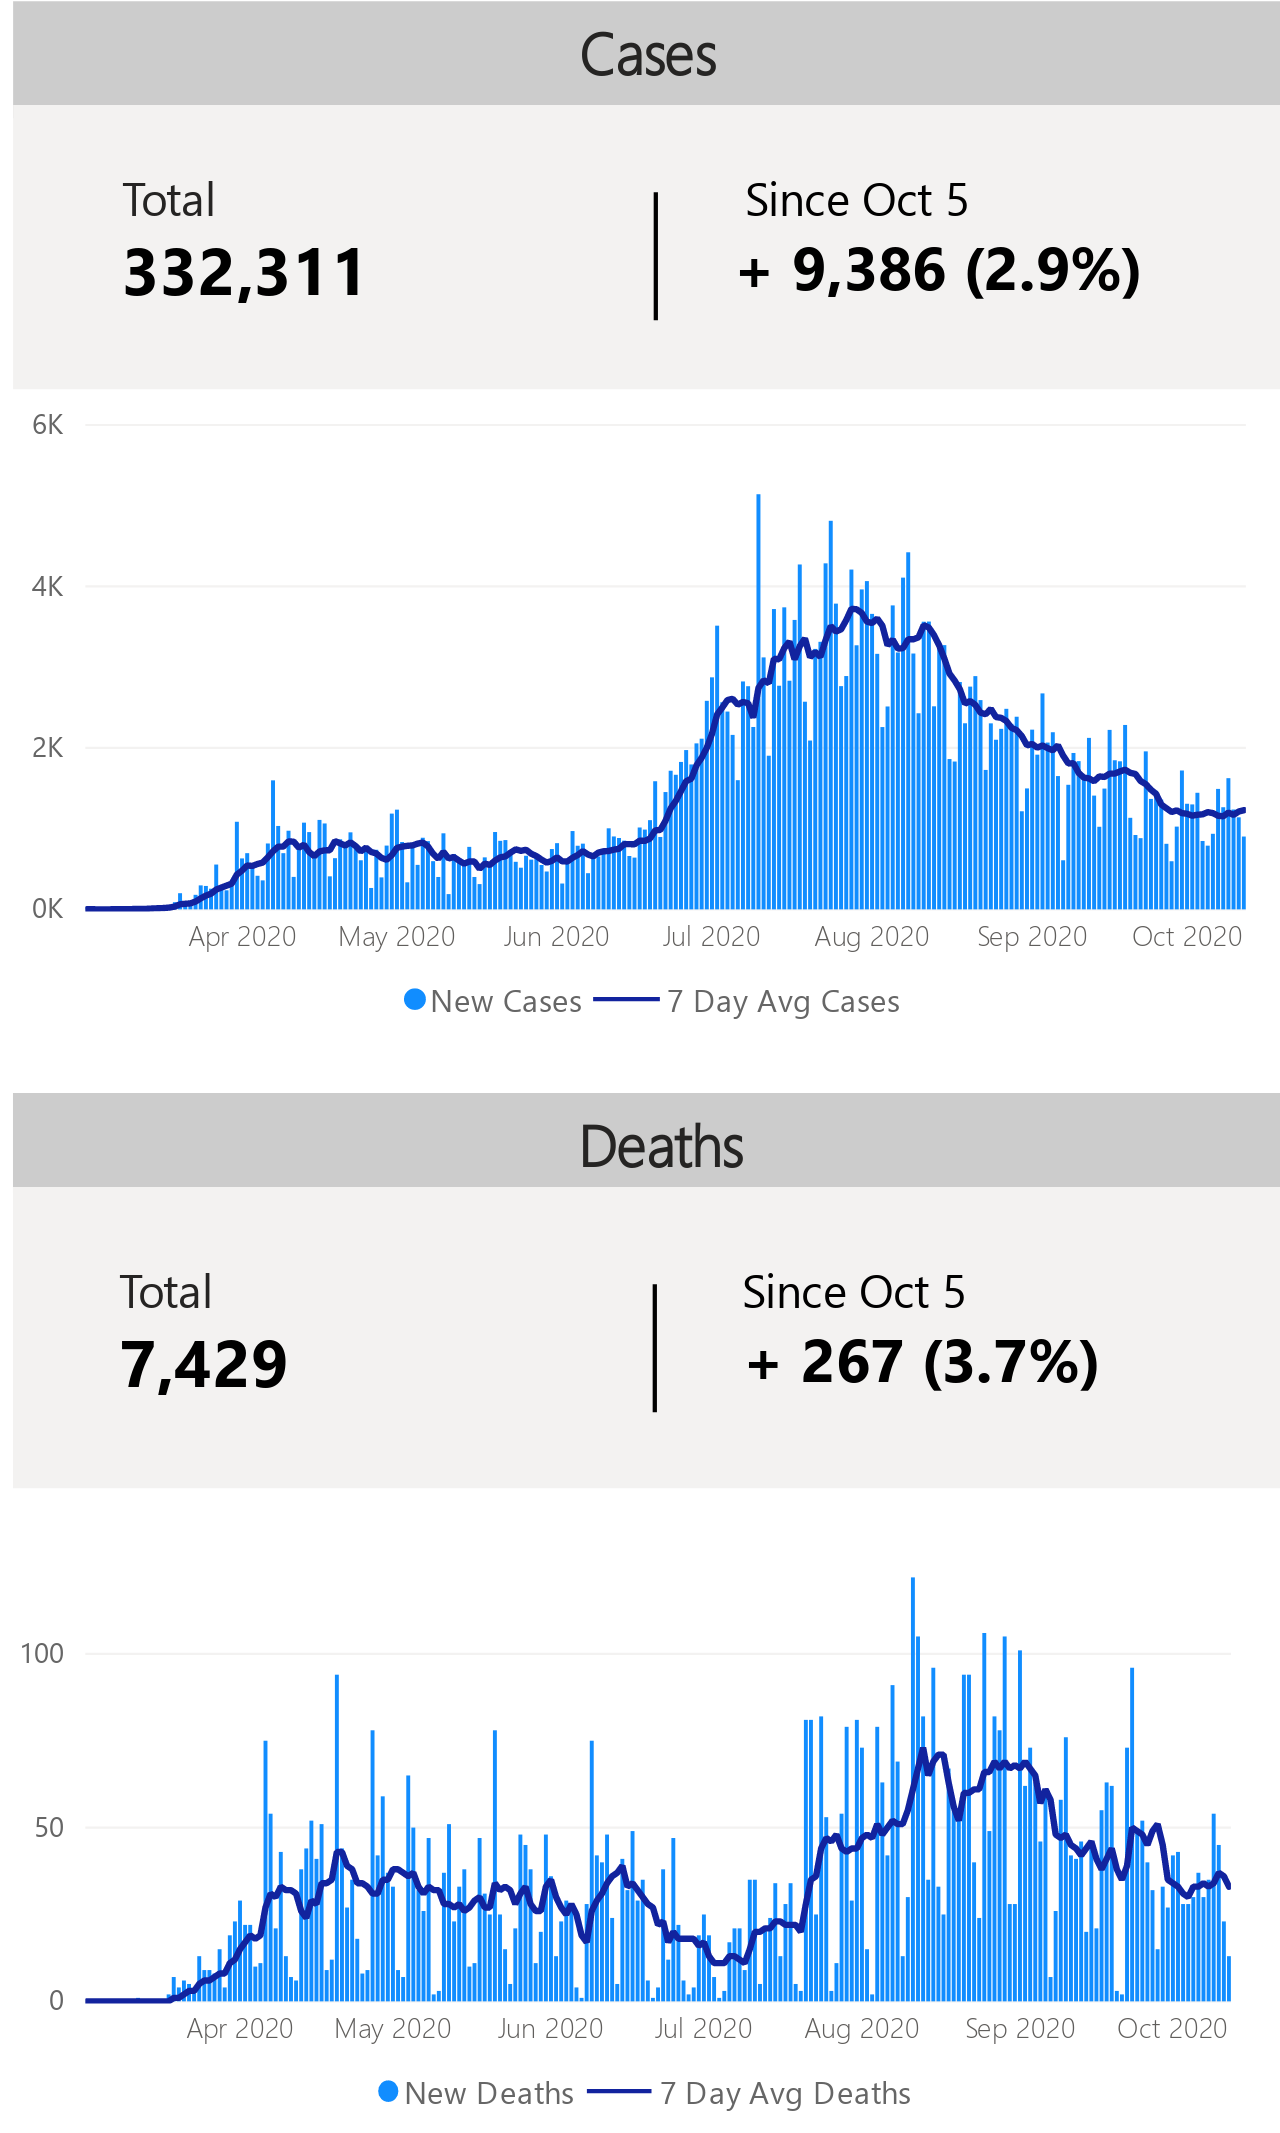 Cases
Total
Since Oct 5
332,311
+ 9,386 (2.9%)
6K
4K
2K
0K
Apr 2020 May 2020 Jun 2020 Jul 2020 Aug 2020 Sep 2020 Oct 2020
New Cases 7 Day Avg Cases
Deaths
Total
Since Oct 5
7,429
+ 267 (3.7%)
100
50
0
Apr 2020 May 2020 Jun 2020 Jul 2020 Aug 2020 Sep 2020 Oct 2020
New Deaths 7 Day Avg Deaths